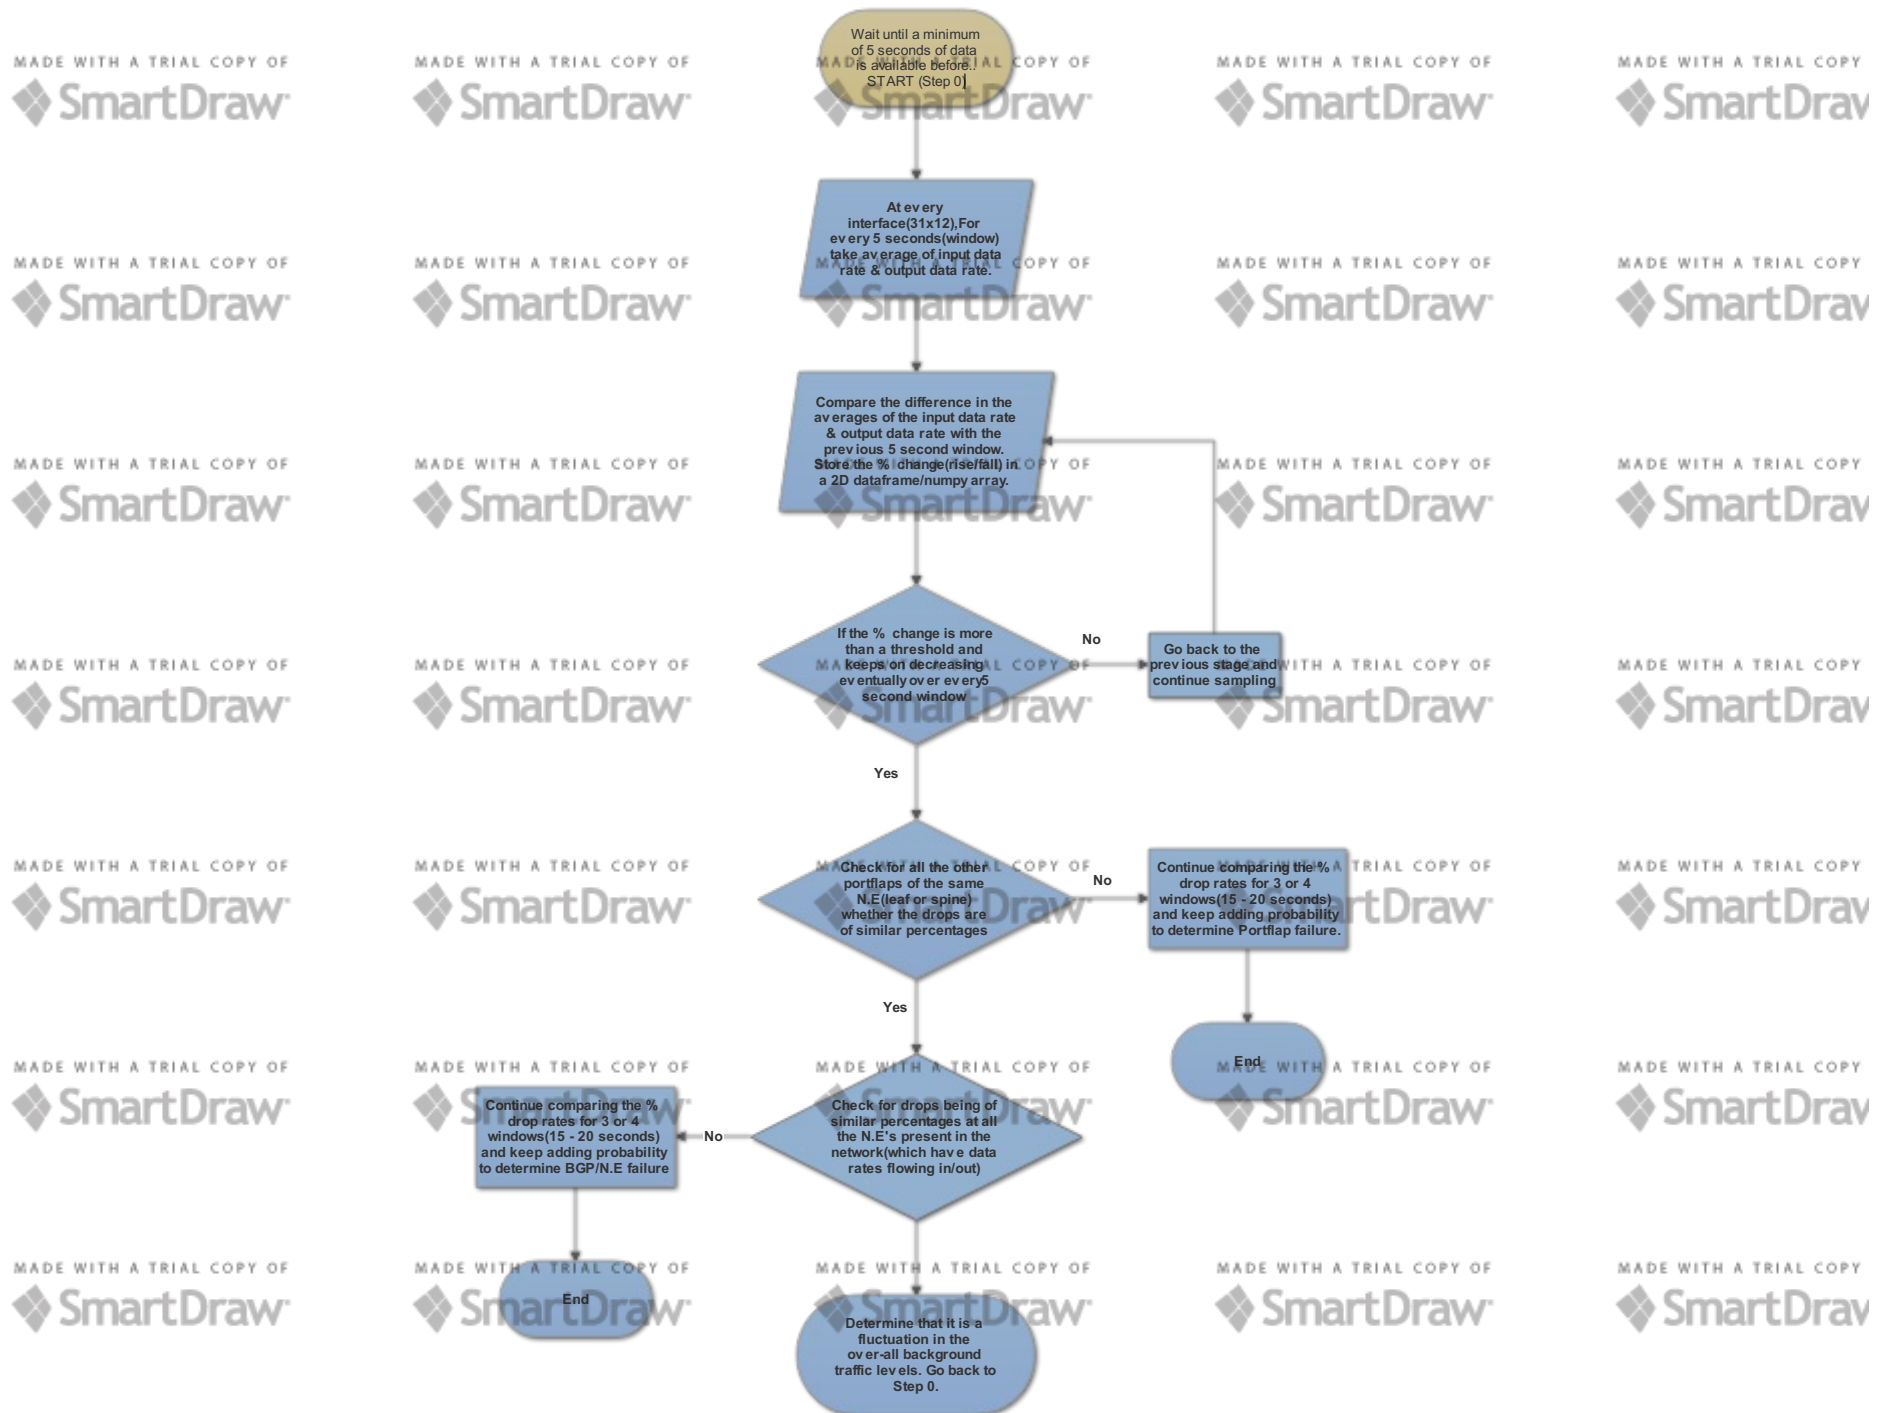 Wait until a minimum
of 5 seconds of data
is available before..
START (Step 0)
At every
interface(31x12),For
every 5 seconds(window)
take average of input data
rate & output data rate.
Compare the difference in the
averages of the input data rate
& output data rate with the
previous 5 second window.
Store the % change(rise/fall) in
a 2D dataframe/numpy array.
If the % change is more
than a threshold and
keeps on decreasing
eventually over every5
second window
No
Go back to the
previous stage and
continue sampling
Yes
Check for all the other
portflaps of the same
N.E(leaf or spine)
whether the drops are
of similar percentages
No
Continue comparing the %
drop rates for 3 or 4
windows(15 - 20 seconds)
and keep adding probability
to determine Portflap failure.
End
Yes
Check for drops being of
similar percentages at all
the N.E's present in the
network(which have data
rates flowing in/out)
No
Continue comparing the %
drop rates for 3 or 4
windows(15 - 20 seconds)
and keep adding probability
to determine BGP/N.E failure
End
Determine that it is a
fluctuation in the
over-all background
traffic levels. Go back to
Step 0.
MADE WITH A TRIAL COPY OF
SmartDraw